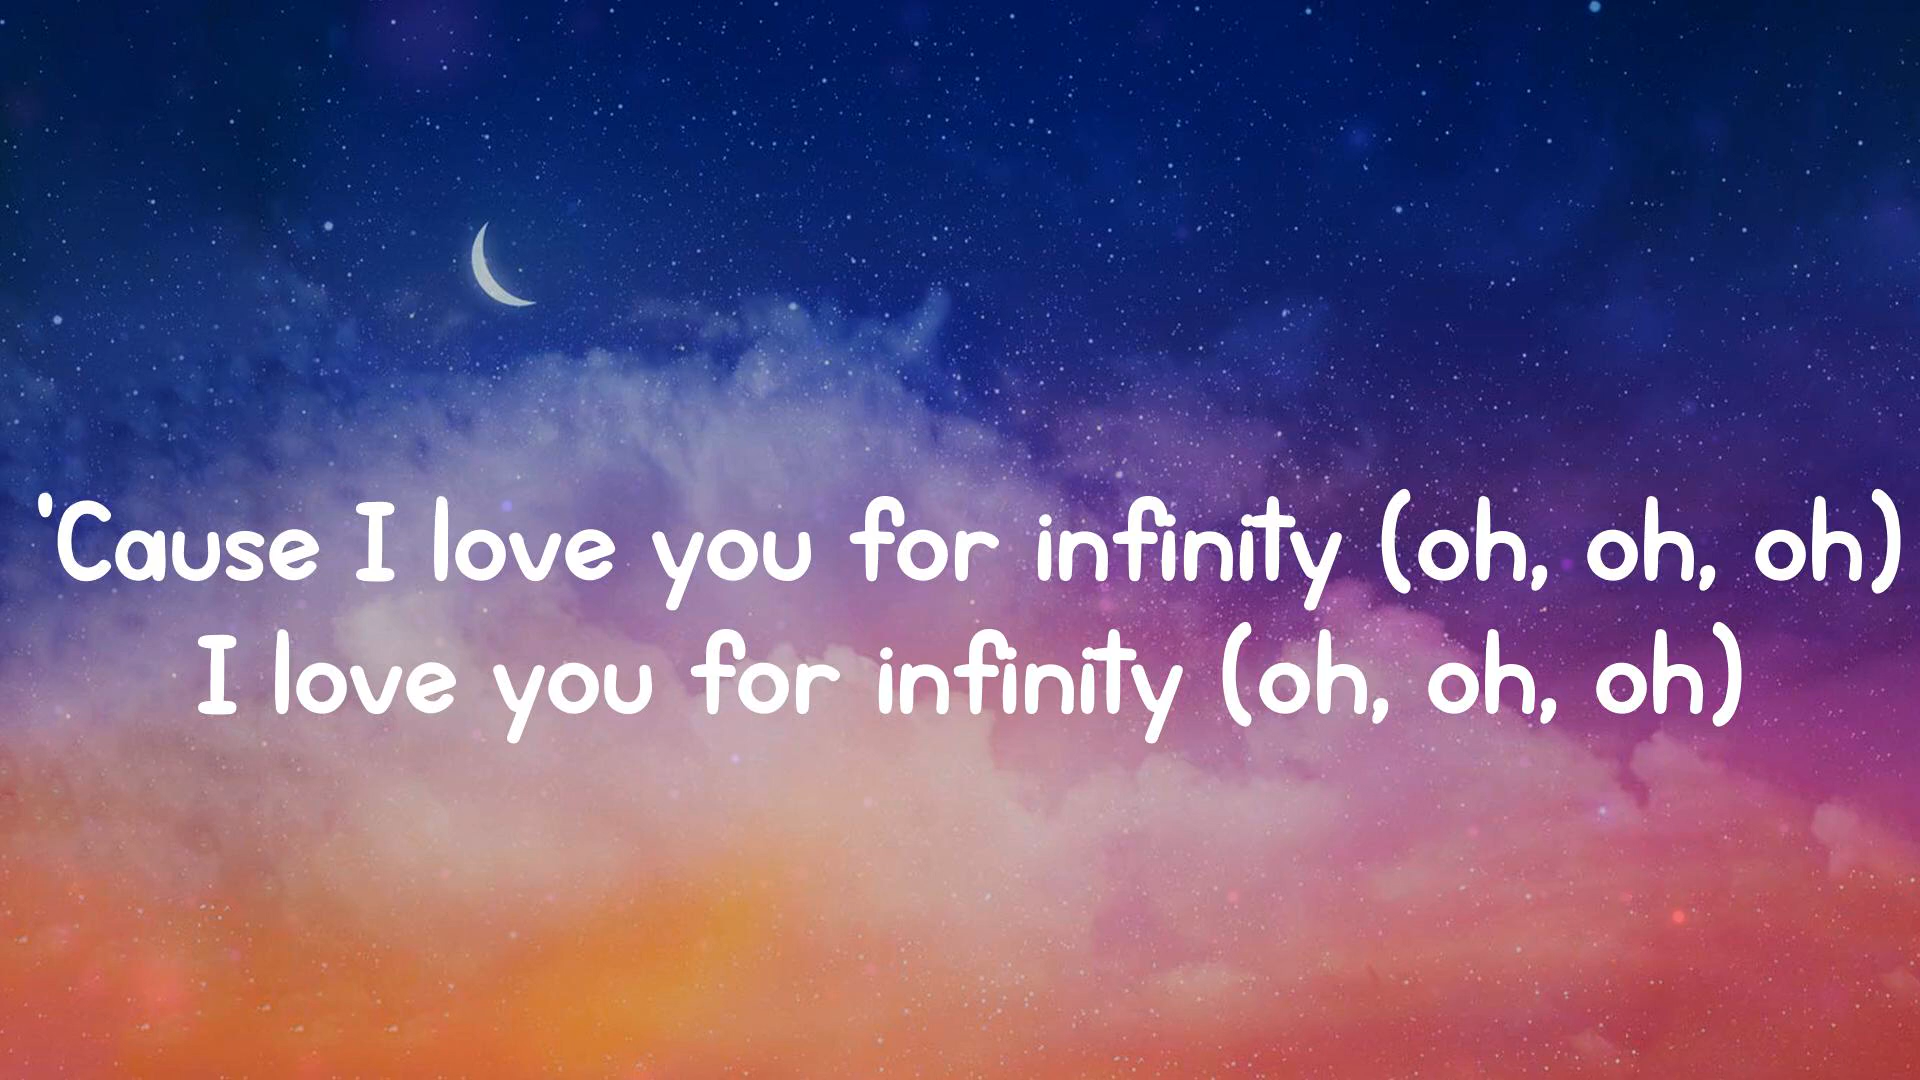 'Cause I love you for infinity (oh, oh, oh)
I love you for infinity (oh, oh, oh)